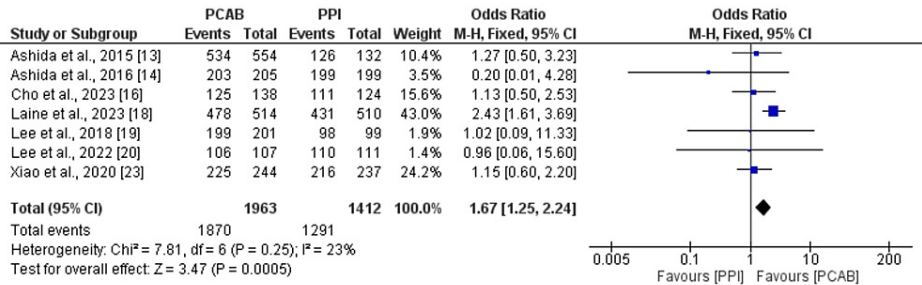 PCAB PPI Odds Ratio Odds Ratio
Study or Subgroup Events Total Events Total Weight M-H, Fixed, 95% CI M-H, Fixed, 95% CI
Ashida et al., 2015 [13] 534 554 126 132 10.4% 1.27 [0.50, 3.23]
Ashida et al., 2016 [14] 203 205 199 199 3.5% 0.20 [0.01, 4.28]
Cho et al., 2023 [16] 125 138 111 124 15.6% 1.13 [0.50, 2.53]
Laine et al., 2023 [18] 478 514 431 510 43.0% 2.43 [1.61, 3.69]
Lee et al., 2018 [19] 199 201 98 99 1.9% 1.02 [0.09, 11.33]
Lee et al., 2022 [20] 106 107 110 111 1.4% 0.96 [0.06, 15.60]
Xiao et al., 2020 [23] 225 244 216 237 24.2% 1.15 [0.60, 2.20]
Total (95% CI) 1963 1412 100.0% 1.67 [1.25, 2.24]
Total events 1870 1291
Heterogeneity: Chi² = 7.81, df = 6 (P = 0.25); I² = 23%
Test for overall effect: Z = 3.47 (P = 0.0005)
0.005 0.1 1 10 200
Favours [PPI] Favours [PCAB]